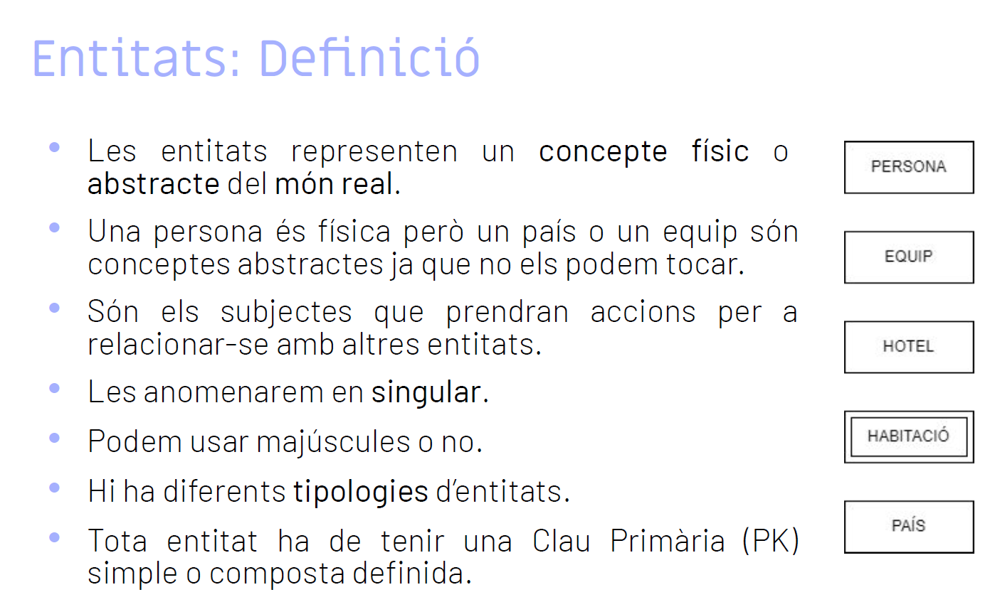 Entitats: Definició
Les entitats representen un concepte físic o
abstracte del món real.
Una persona és física però un país o un equip són
conceptes abstractes ja que no els podem tocar.
Són els subjectes que prendran accions per a
relacionar-se amb altres entitats.
Les anomenarem en singular.
Podem usar majúscules o no.
Hi ha diferents tipologies d’entitats.
Tota entitat ha de tenir una Clau Primària (PK)
simple o composta definida.
PERSONA
EQUIP
HOTEL
HABITACIÓ
PAÍS